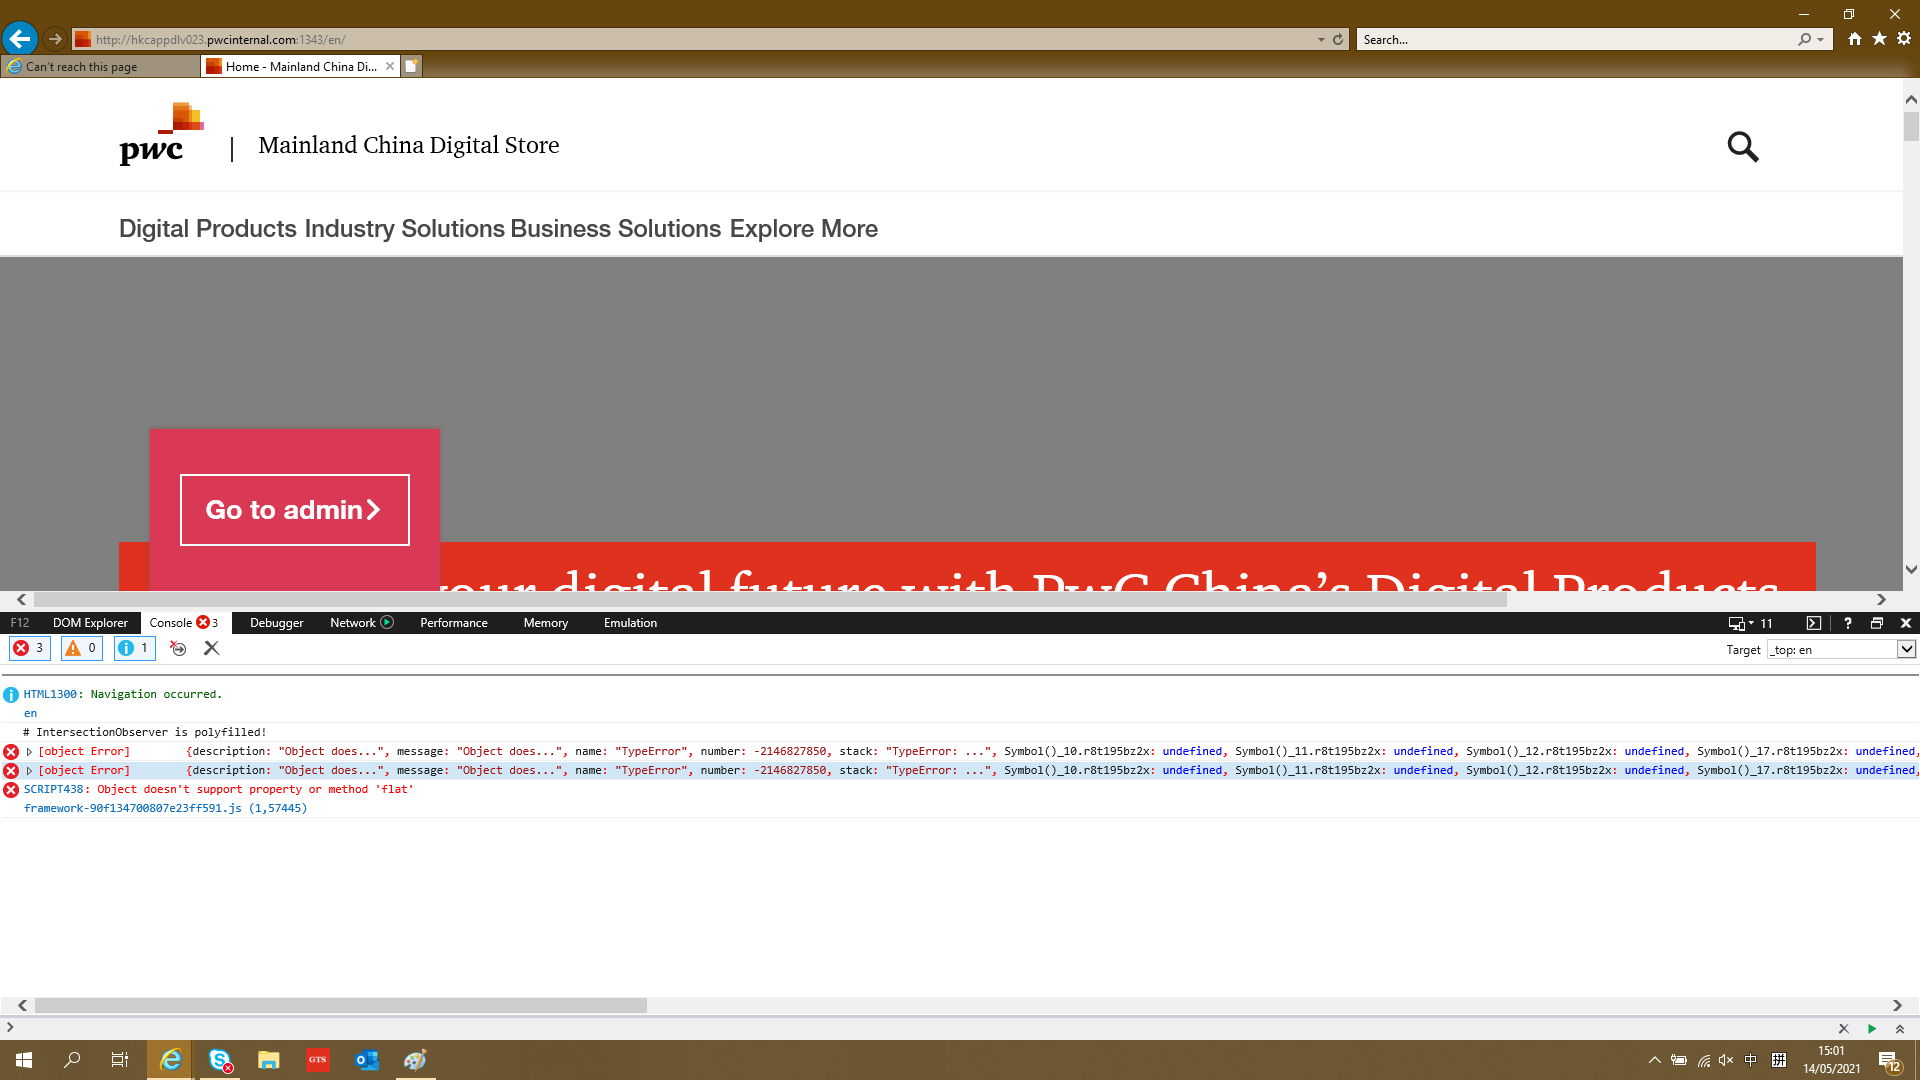 http://hkcappdlv023.pwcinternal.com:1343/en/
Search...
Can't reach this page
Home - Mainland China Di...
pwc | Mainland China Digital Store
Digital Products Industry Solutions Business Solutions Explore More
Go to admin
your digital future with PwC China's Digital Products
F12 DOM Explorer Console 3 Debugger Network Performance Memory Emulation 11 ?
3 0 1 Target _top: en
HTML1300: Navigation occurred.
en
# IntersectionObserver is polyfilled!
[object Error] {description: "Object does...", message: "Object does...", name: "TypeError", number: -2146827850, stack: "TypeError: ...", Symbol()_10.r8t195bz2x: undefined, Symbol()_11.r8t195bz2x: undefined, Symbol()_12.r8t195bz2x: undefined, Symbol()_17.r8t195bz2x: undefined,
[object Error] {description: "Object does...", message: "Object does...", name: "TypeError", number: -2146827850, stack: "TypeError: ...", Symbol()_10.r8t195bz2x: undefined, Symbol()_11.r8t195bz2x: undefined, Symbol()_12.r8t195bz2x: undefined, Symbol()_17.r8t195bz2x: undefined,
SCRIPT438: Object doesn't support property or method 'flat'
framework-90f134700807e23ff591.js (1,57445)
GTS
中 拼
15:01
14/05/2021
12